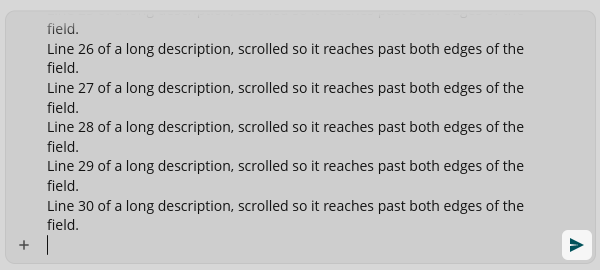 field.
Line 26 of a long description, scrolled so it reaches past both edges of the
field.
Line 27 of a long description, scrolled so it reaches past both edges of the
field.
Line 28 of a long description, scrolled so it reaches past both edges of the
field.
Line 29 of a long description, scrolled so it reaches past both edges of the
field.
Line 30 of a long description, scrolled so it reaches past both edges of the
field.